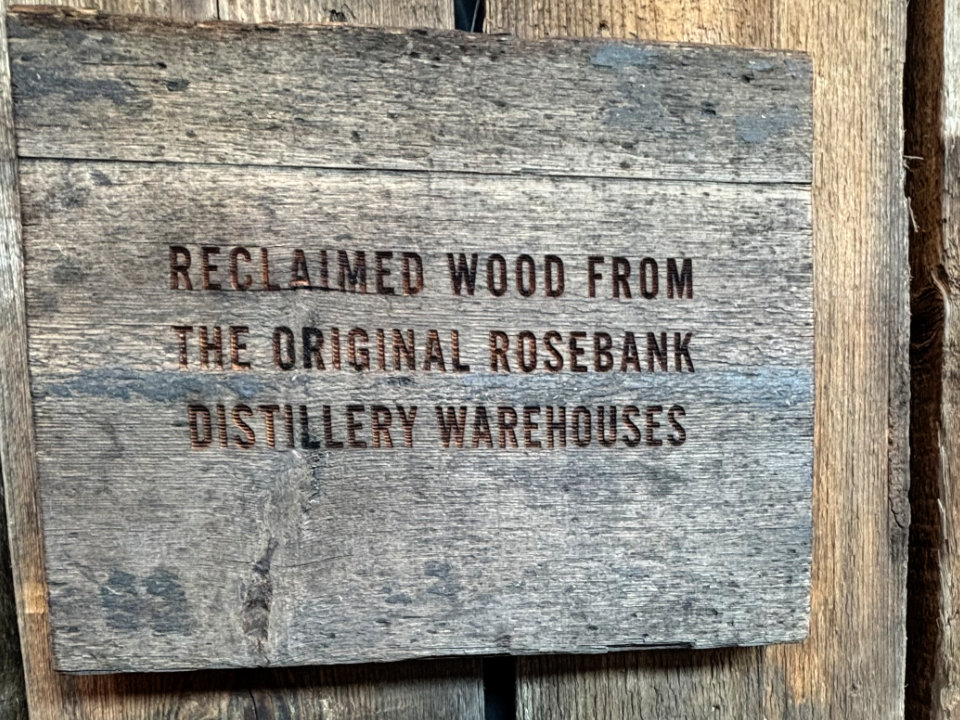 RECLAIMED WOOD FROM
THE ORIGINAL ROSEBANK
DISTILLERY WAREHOUSES